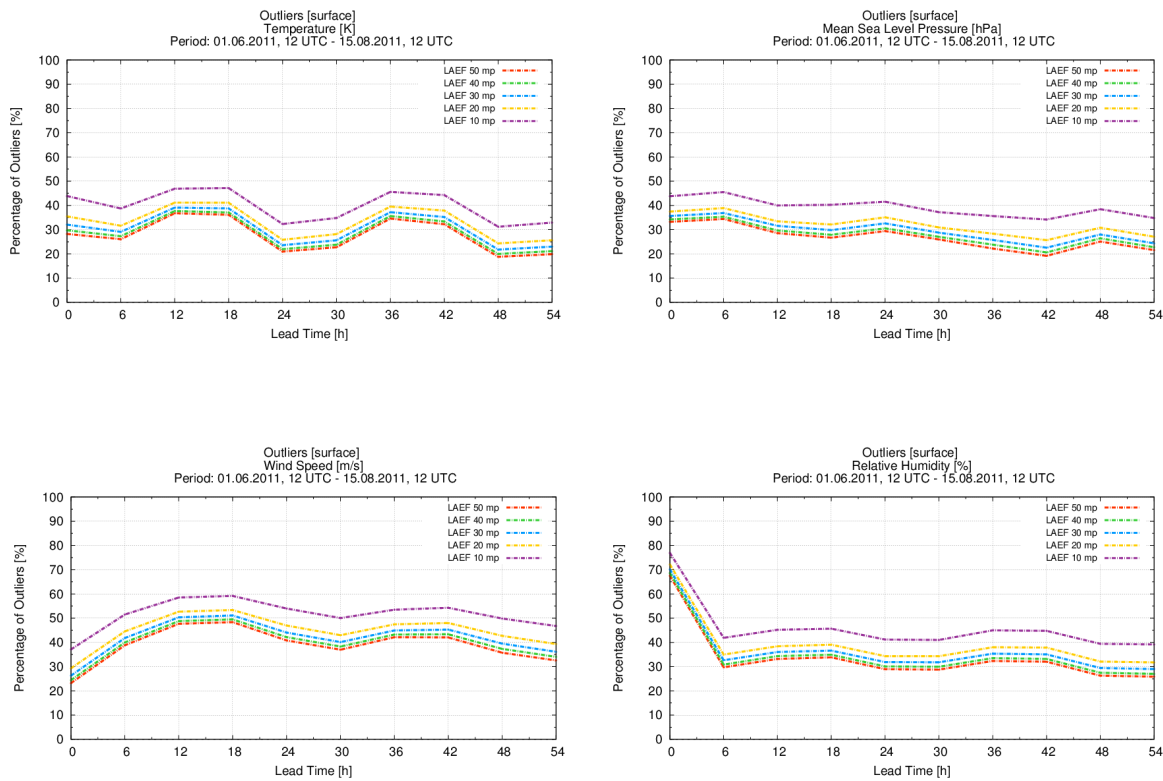 Outliers [surface]
Temperature [K]
Period: 01.06.2011, 12 UTC - 15.08.2011, 12 UTC
100
90
80
70
60
50
40
30
20
10
0
Percentage of Outliers [%]
LAEF 50 mp
LAEF 40 mp
LAEF 30 mp
LAEF 20 mp
LAEF 10 mp
0 6 12 18 24 30 36 42 48 54
Lead Time [h]
Outliers [surface]
Mean Sea Level Pressure [hPa]
Period: 01.06.2011, 12 UTC - 15.08.2011, 12 UTC
100
90
80
70
60
50
40
30
20
10
0
Percentage of Outliers [%]
LAEF 50 mp
LAEF 40 mp
LAEF 30 mp
LAEF 20 mp
LAEF 10 mp
0 6 12 18 24 30 36 42 48 54
Lead Time [h]
Outliers [surface]
Wind Speed [m/s]
Period: 01.06.2011, 12 UTC - 15.08.2011, 12 UTC
100
90
80
70
60
50
40
30
20
10
0
Percentage of Outliers [%]
LAEF 50 mp
LAEF 40 mp
LAEF 30 mp
LAEF 20 mp
LAEF 10 mp
0 6 12 18 24 30 36 42 48 54
Lead Time [h]
Outliers [surface]
Relative Humidity [%]
Period: 01.06.2011, 12 UTC - 15.08.2011, 12 UTC
100
90
80
70
60
50
40
30
20
10
0
Percentage of Outliers [%]
LAEF 50 mp
LAEF 40 mp
LAEF 30 mp
LAEF 20 mp
LAEF 10 mp
0 6 12 18 24 30 36 42 48 54
Lead Time [h]